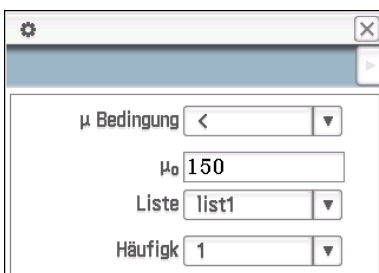 μ Bedingung <
μ₀ 150
Liste list1
Häufigk 1